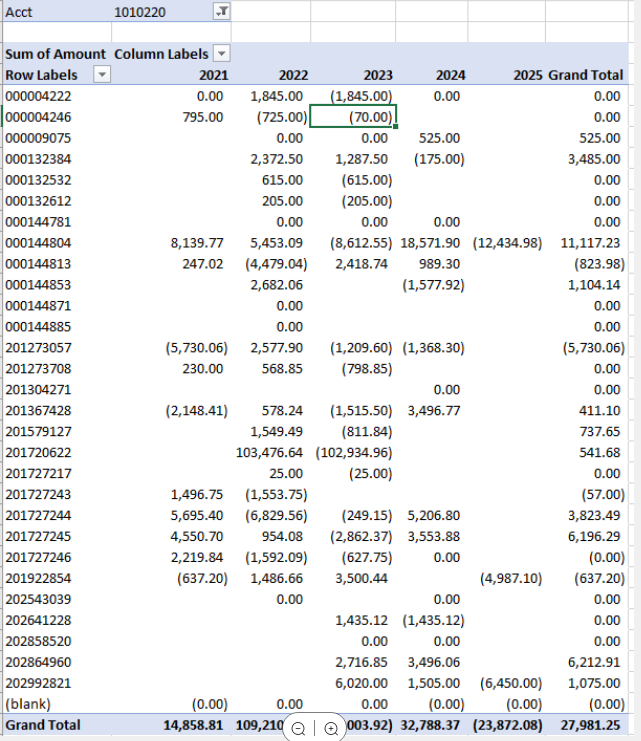 Acct 1010220
Sum of Amount Column Labels
Row Labels 2021 2022 2023 2024 2025 Grand Total
000004222 0.00 1,845.00 (1,845.00) 0.00 0.00
000004246 795.00 (725.00) (70.00) 0.00
000009075 0.00 0.00 525.00 525.00
000132384 2,372.50 1,287.50 (175.00) 3,485.00
000132532 615.00 (615.00) 0.00
000132612 205.00 (205.00) 0.00
000144781 0.00 0.00 0.00 0.00
000144804 8,139.77 5,453.09 (8,612.55) 18,571.90 (12,434.98) 11,117.23
000144813 247.02 (4,479.04) 2,418.74 989.30 (823.98)
000144853 2,682.06 (1,577.92) 1,104.14
000144871 0.00 0.00
000144885 0.00 0.00
201273057 (5,730.06) 2,577.90 (1,209.60) (1,368.30) (5,730.06)
201273708 230.00 568.85 (798.85) 0.00
201304271 0.00 0.00
201367428 (2,148.41) 578.24 (1,515.50) 3,496.77 411.10
201579127 1,549.49 (811.84) 737.65
201720622 103,476.64 (102,934.96) 541.68
201727217 25.00 (25.00) 0.00
201727243 1,496.75 (1,553.75) (57.00)
201727244 5,695.40 (6,829.56) (249.15) 5,206.80 3,823.49
201727245 4,550.70 954.08 (2,862.37) 3,553.88 6,196.29
201727246 2,219.84 (1,592.09) (627.75) 0.00 (0.00)
201922854 (637.20) 1,486.66 3,500.44 (4,987.10) (637.20)
202543039 0.00 0.00 0.00
202641228 1,435.12 (1,435.12) 0.00
202858520 0.00 0.00 0.00
202864960 2,716.85 3,496.06 6,212.91
202992821 6,020.00 1,505.00 (6,450.00) 1,075.00
(blank) (0.00) 0.00 0.00 (0.00) (0.00) (0.00)
Grand Total 14,858.81 109,210 003.92) 32,788.37 (23,872.08) 27,981.25